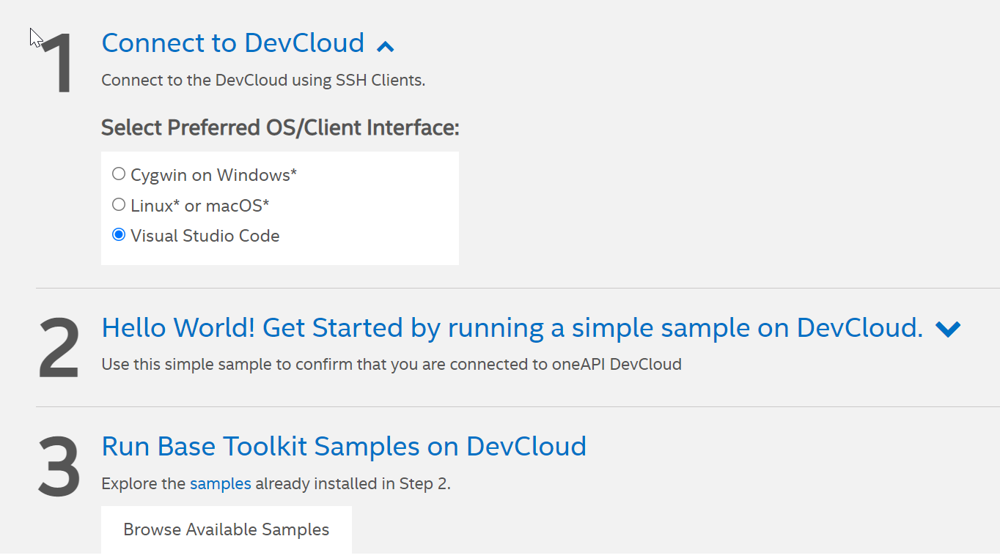 1
Connect to DevCloud
Connect to the DevCloud using SSH Clients.
Select Preferred OS/Client Interface:
Cygwin on Windows*
Linux* or macOS*
Visual Studio Code
2
Hello World! Get Started by running a simple sample on DevCloud.
Use this simple sample to confirm that you are connected to oneAPI DevCloud
3
Run Base Toolkit Samples on DevCloud
Explore the samples already installed in Step 2.
Browse Available Samples